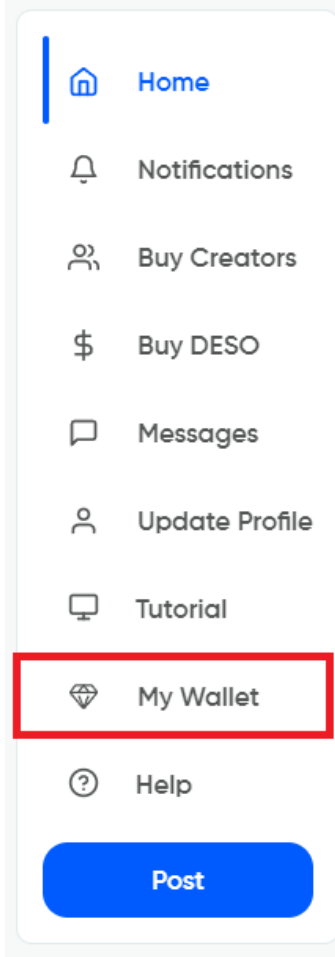 Home
Notifications
Buy Creators
Buy DESO
Messages
Update Profile
Tutorial
My Wallet
Help
Post